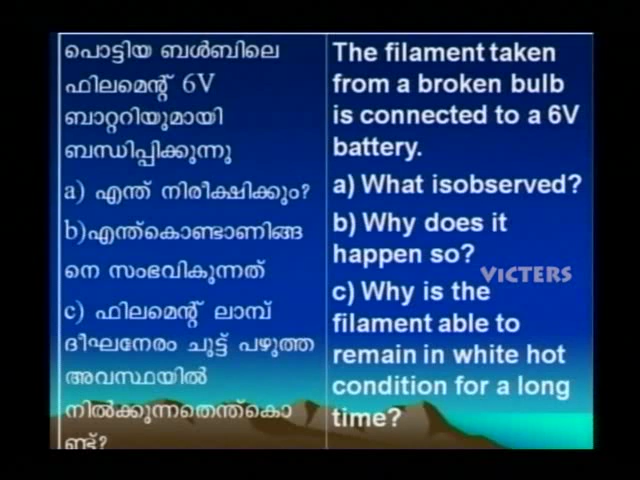 പൊട്ടിയ ബൾബിലെ
ഫിലമെന്റ് 6V
ബാറ്ററിയുമായി
ബന്ധിപ്പിക്കുന്നു
a) എന്ത് നിരീക്ഷിക്കും?
b)എന്ത്കൊണ്ടാണിങ്ങ
നെ സംഭവികുന്നത്
c) ഫിലമെന്റ് ലാമ്പ്
ദീഘനേരം ചൂട്ട് പഴുത്ത
അവസ്ഥയിൽ
നിൽക്കുന്നതെന്ത്കൊ
ണ്ട്?
The filament taken
from a broken bulb
is connected to a 6V
battery.
a) What isobserved?
b) Why does it
happen so?
c) Why is the
filament able to
remain in white hot
condition for a long
time?
VICTERS